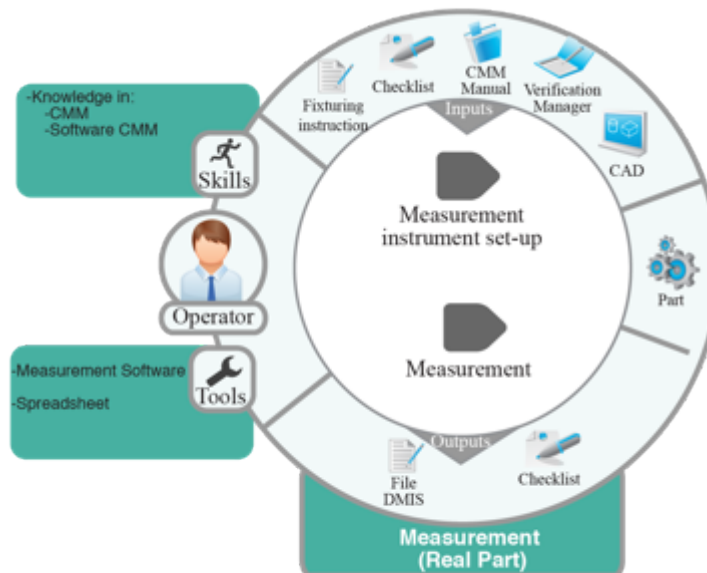 -Knowledge in:
-CMM
-Software CMM
Skills
Operator
-Measurement Software
-Spreadsheet
Tools
Fixturing
instruction
Checklist
CMM
Manual
Verification
Manager
CAD
Inputs
Measurement
instrument set-up
Part
Measurement
Outputs
File
DMIS
Checklist
Measurement
(Real Part)